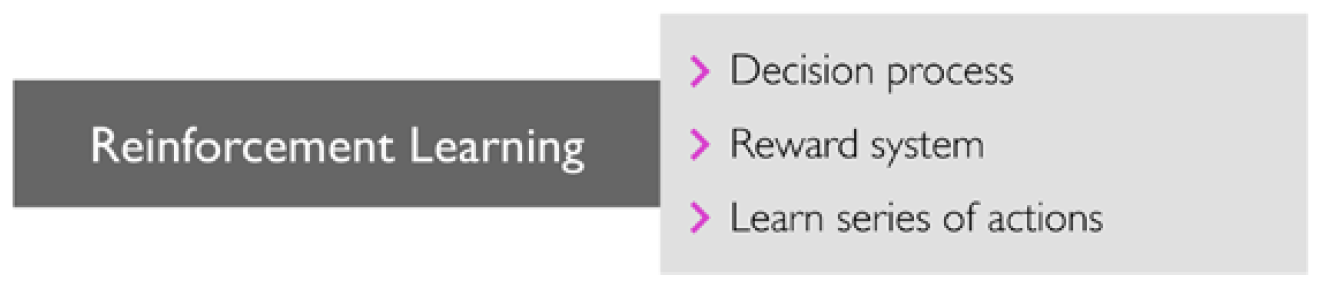 Reinforcement Learning
Decision process
Reward system
Learn series of actions